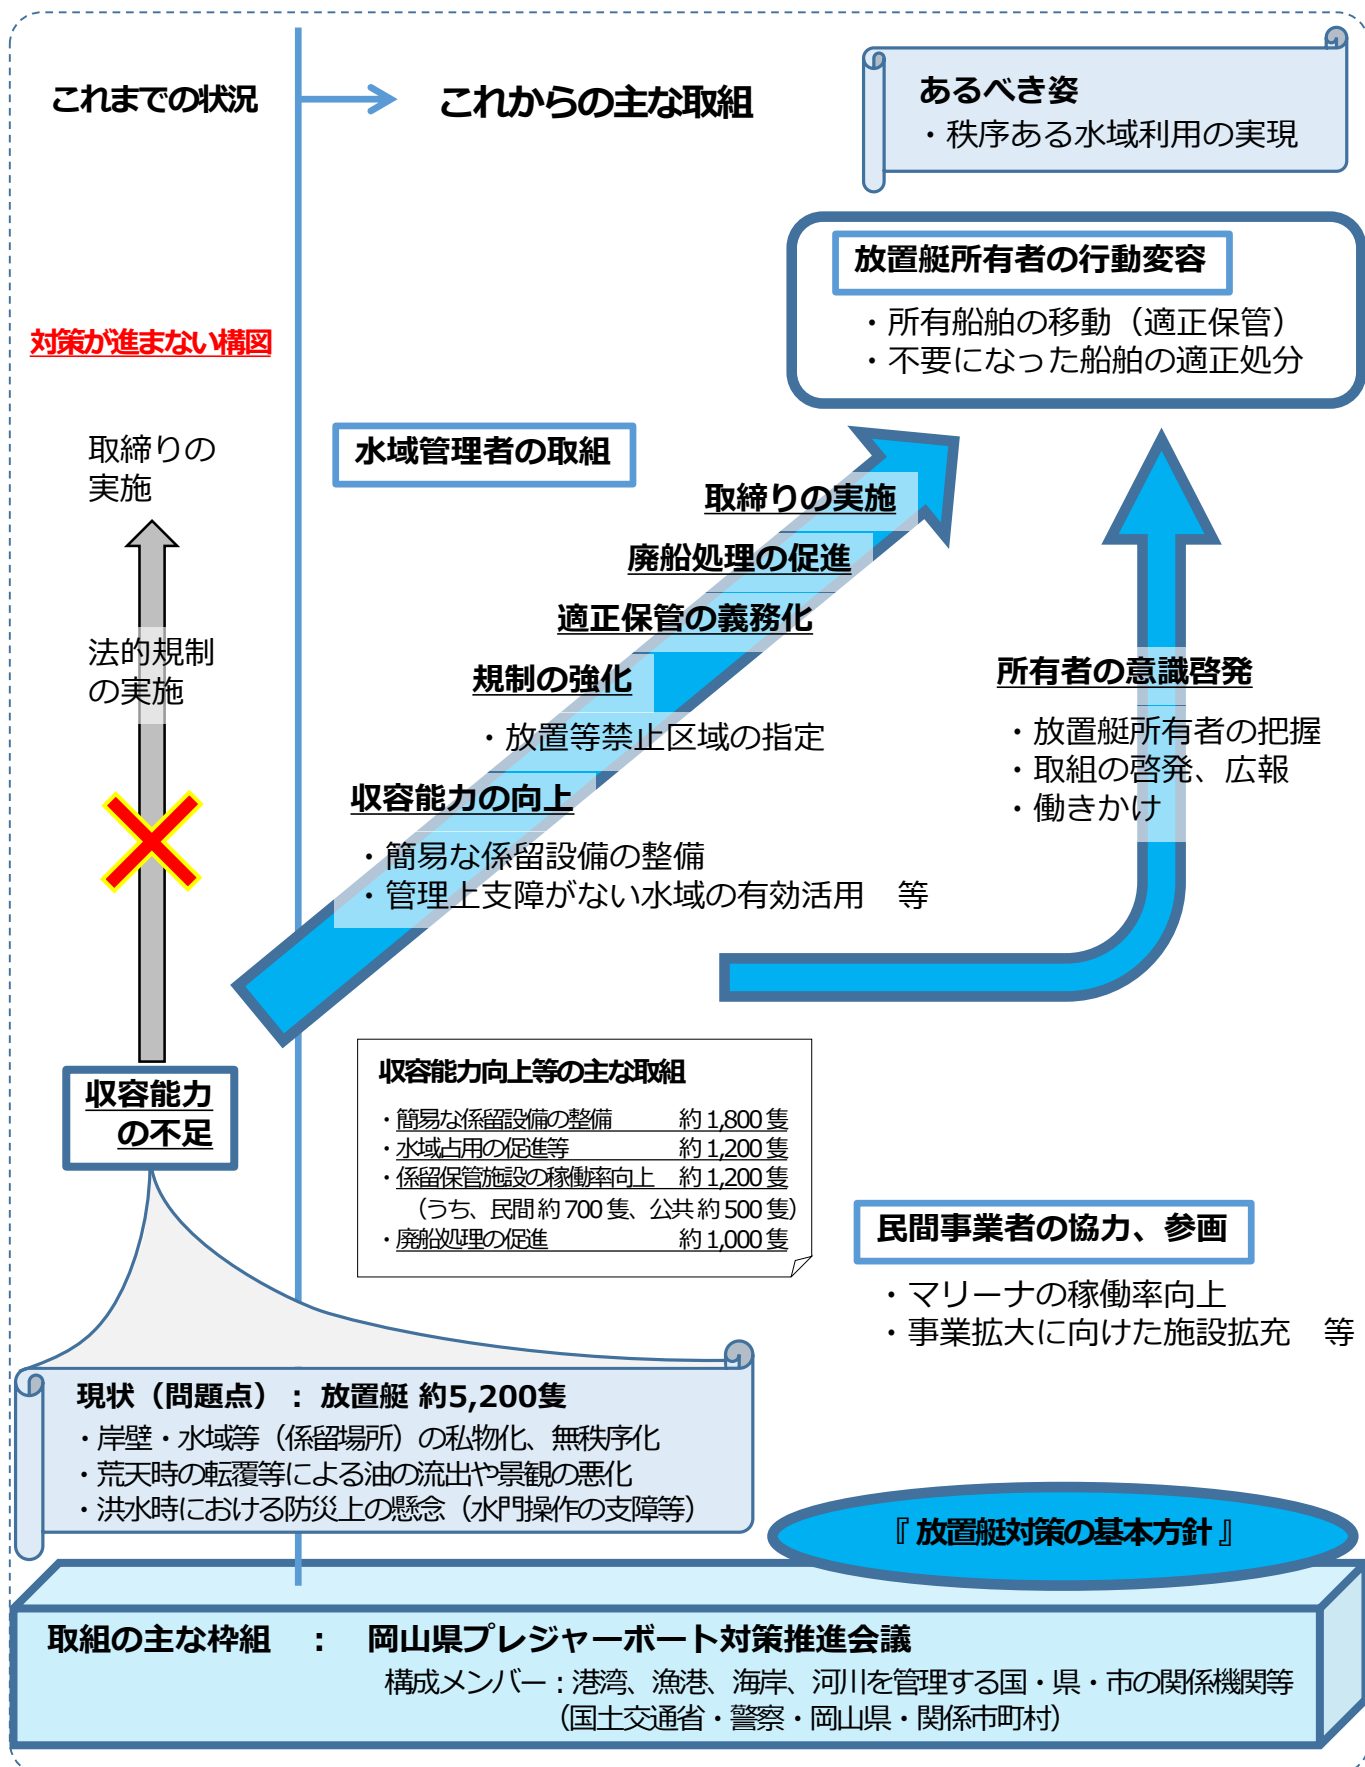 これまでの状況
これからの主な取組
あるべき姿
・秩序ある水域利用の実現
放置艇所有者の行動変容
・所有船舶の移動（適正保管）
・不要になった船舶の適正処分
対策が進まない構図
取締りの
実施
法的規制
の実施
収容能力
の不足
水域管理者の取組
取締りの実施
廃船処理の促進
適正保管の義務化
規制の強化
・放置等禁止区域の指定
収容能力の向上
・簡易な係留設備の整備
・管理上支障がない水域の有効活用　等
所有者の意識啓発
・放置艇所有者の把握
・取組の啓発、広報
・働きかけ
収容能力向上等の主な取組
・簡易な係留設備の整備　約1,800隻
・水域占用の促進等　約1,200隻
・係留保管施設の稼働率向上　約1,200隻
（うち、民間約700隻、公共約500隻）
・廃船処理の促進　約1,000隻
民間事業者の協力、参画
・マリーナの稼働率向上
・事業拡大に向けた施設拡充　等
現状（問題点）： 放置艇 約5,200隻
・岸壁・水域等（係留場所）の私物化、無秩序化
・荒天時の転覆等による油の流出や景観の悪化
・洪水時における防災上の懸念（水門操作の支障等）
『放置艇対策の基本方針』
取組の主な枠組　：　岡山県プレジャーボート対策推進会議
構成メンバー：港湾、漁港、海岸、河川を管理する国・県・市の関係機関等
（国土交通省・警察・岡山県・関係市町村）